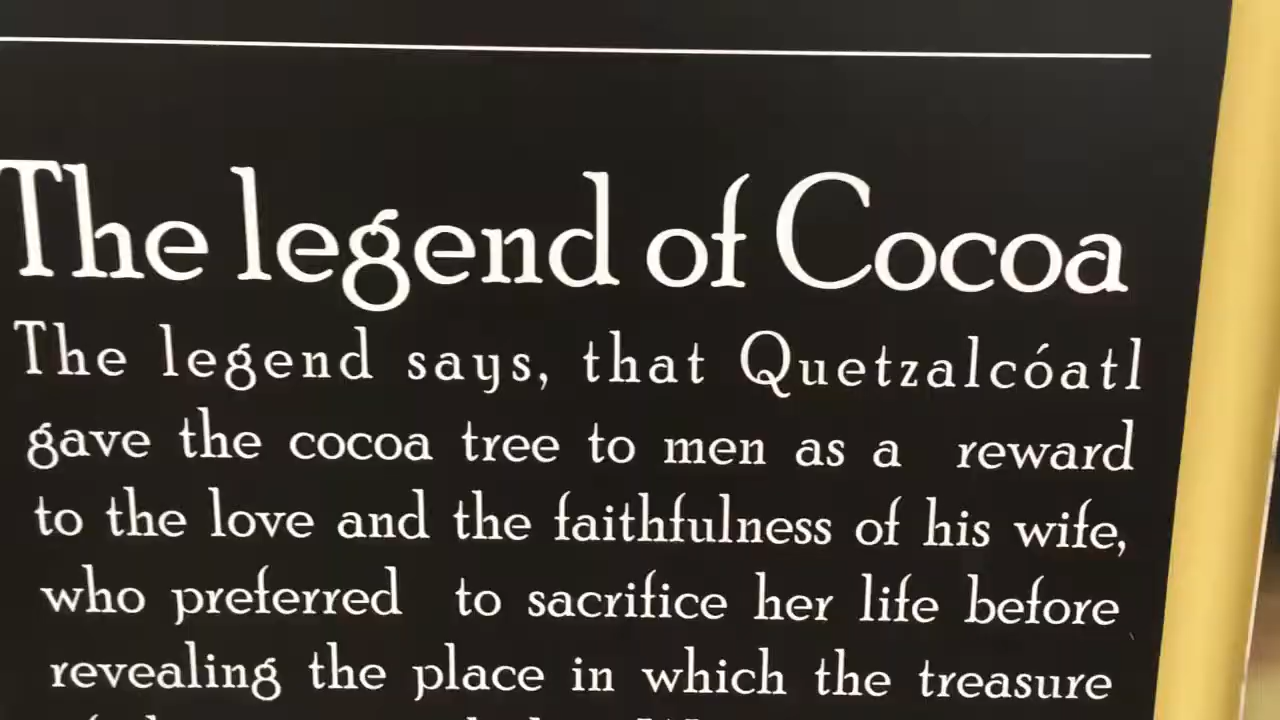 The legend of Cocoa
The legend says, that Quetzalcóatl
gave the cocoa tree to men as a reward
to the love and the faithfulness of his wife,
who preferred to sacrifice her life before
revealing the place in which the treasure